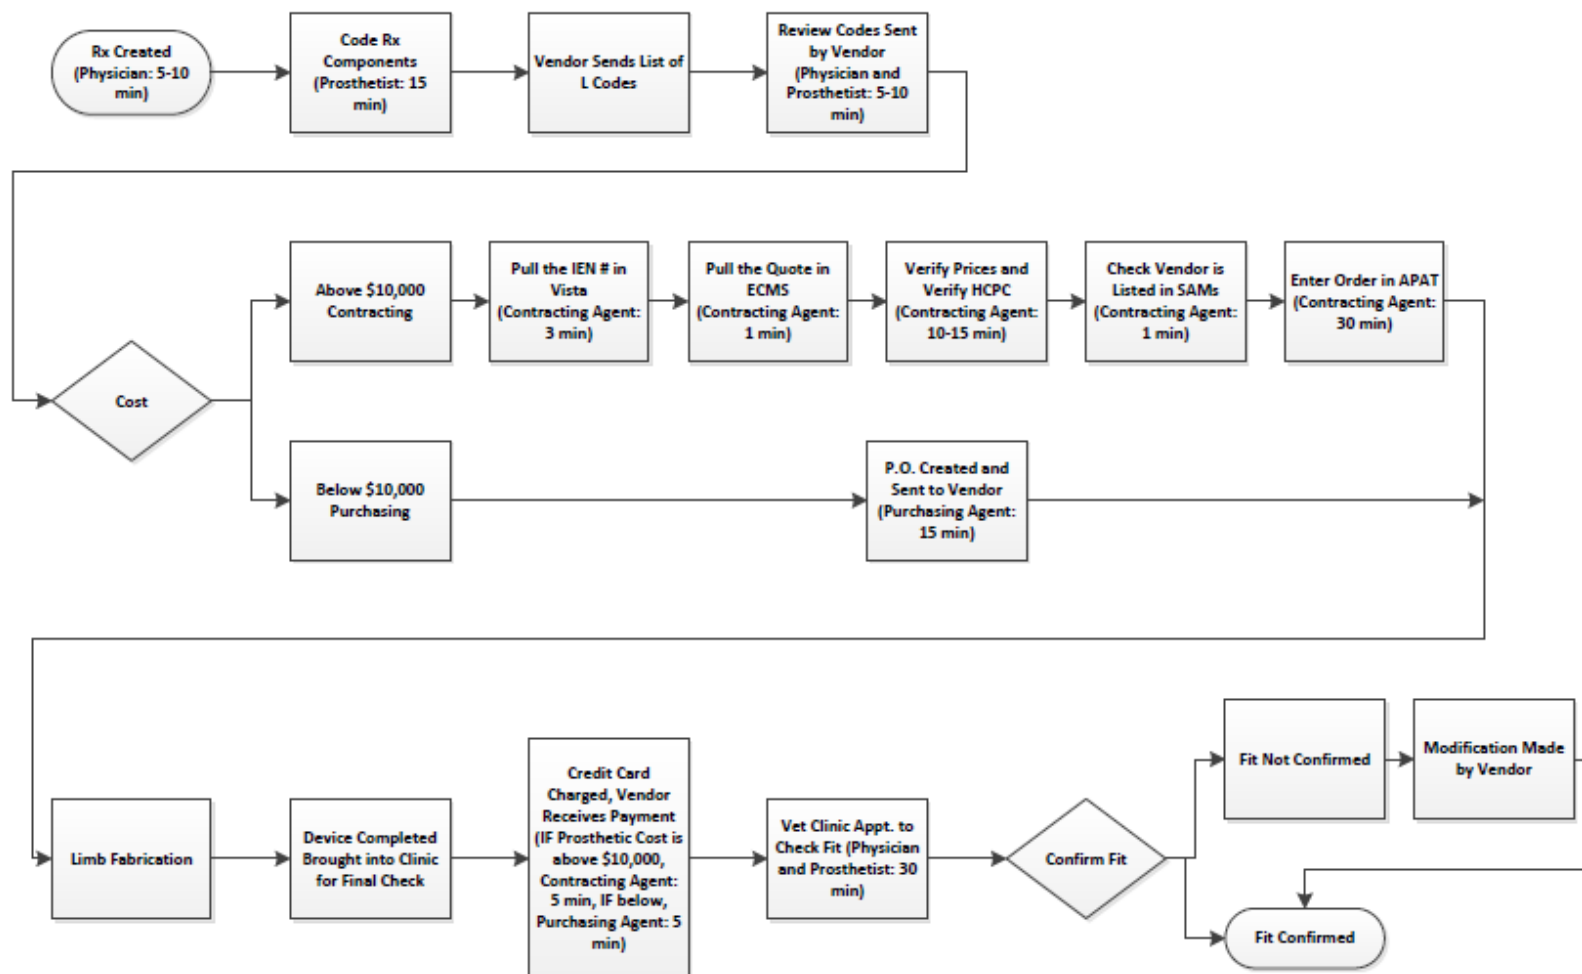 Rx Created
(Physician: 5-10
min)
Code Rx
Components
(Prosthetist: 15
min)
Vendor Sends List of
L Codes
Review Codes Sent
by Vendor
(Physician and
Prosthetist: 5-10
min)
Above $10,000
Contracting
Pull the IEN # in
Vista
(Contracting Agent:
3 min)
Pull the Quote in
ECMS
(Contracting Agent:
1 min)
Verify Prices and
Verify HCPC
(Contracting Agent:
10-15 min)
Check Vendor is
Listed in SAMs
(Contracting Agent:
1 min)
Enter Order in APAT
(Contracting Agent:
30 min)
Cost
Below $10,000
Purchasing
P.O. Created and
Sent to Vendor
(Purchasing Agent:
15 min)
Limb Fabrication
Device Completed
Brought into Clinic
for Final Check
Credit Card
Charged, Vendor
Receives Payment
(IF Prosthetic Cost is
above $10,000,
Contracting Agent:
5 min, IF below,
Purchasing Agent: 5
min)
Vet Clinic Appt. to
Check Fit (Physician
and Prosthetist: 30
min)
Confirm Fit
Fit Not Confirmed
Modification Made
by Vendor
Fit Confirmed